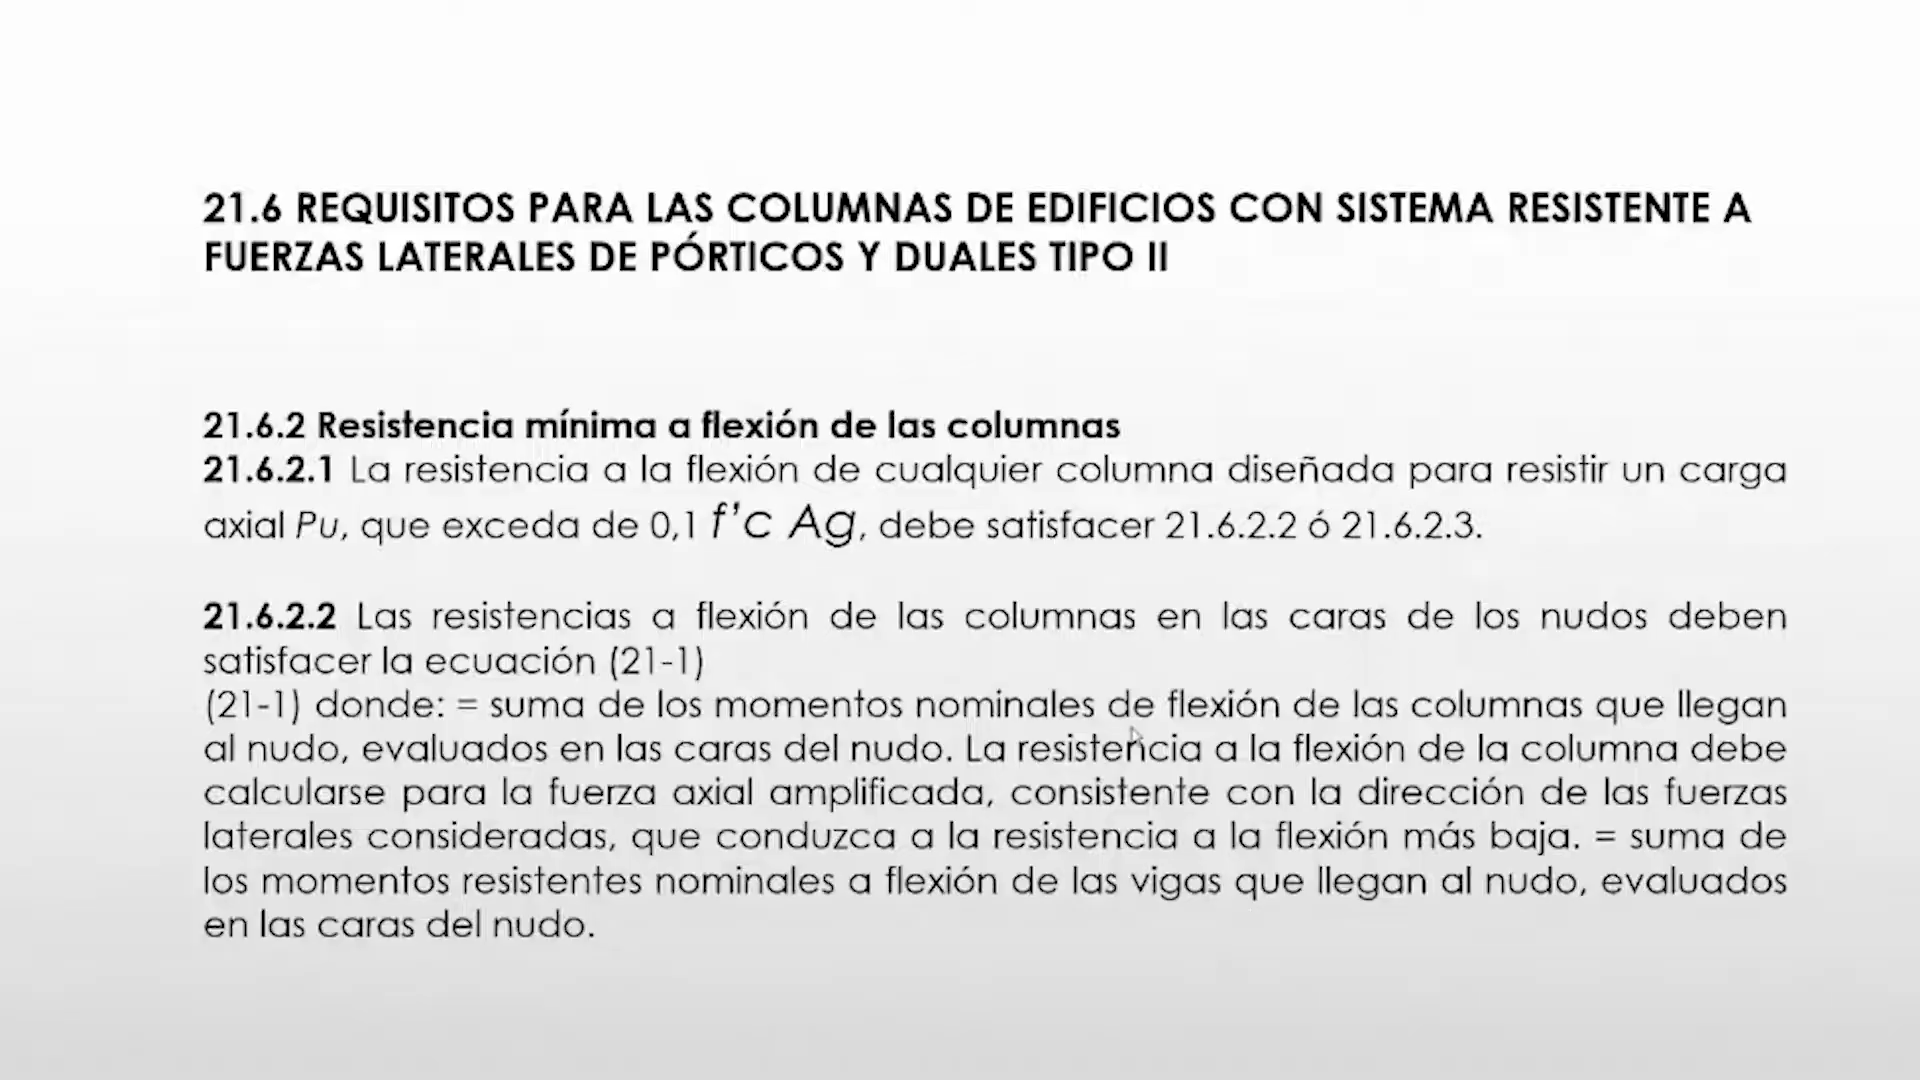 21.6 REQUISITOS PARA LAS COLUMNAS DE EDIFICIOS CON SISTEMA RESISTENTE A
FUERZAS LATERALES DE PÓRTICOS Y DUALES TIPO II
21.6.2 Resistencia mínima a flexión de las columnas
21.6.2.1 La resistencia a la flexión de cualquier columna diseñada para resistir un carga
axial Pu, que exceda de 0,1 f'c Ag, debe satisfacer 21.6.2.2 ó 21.6.2.3.
21.6.2.2 Las resistencias a flexión de las columnas en las caras de los nudos deben
satisfacer la ecuación (21-1)
(21-1) donde: = suma de los momentos nominales de flexión de las columnas que llegan
al nudo, evaluados en las caras del nudo. La resistencia a la flexión de la columna debe
calcularse para la fuerza axial amplificada, consistente con la dirección de las fuerzas
laterales consideradas, que conduzca a la resistencia a la flexión más baja. = suma de
los momentos resistentes nominales a flexión de las vigas que llegan al nudo, evaluados
en las caras del nudo.